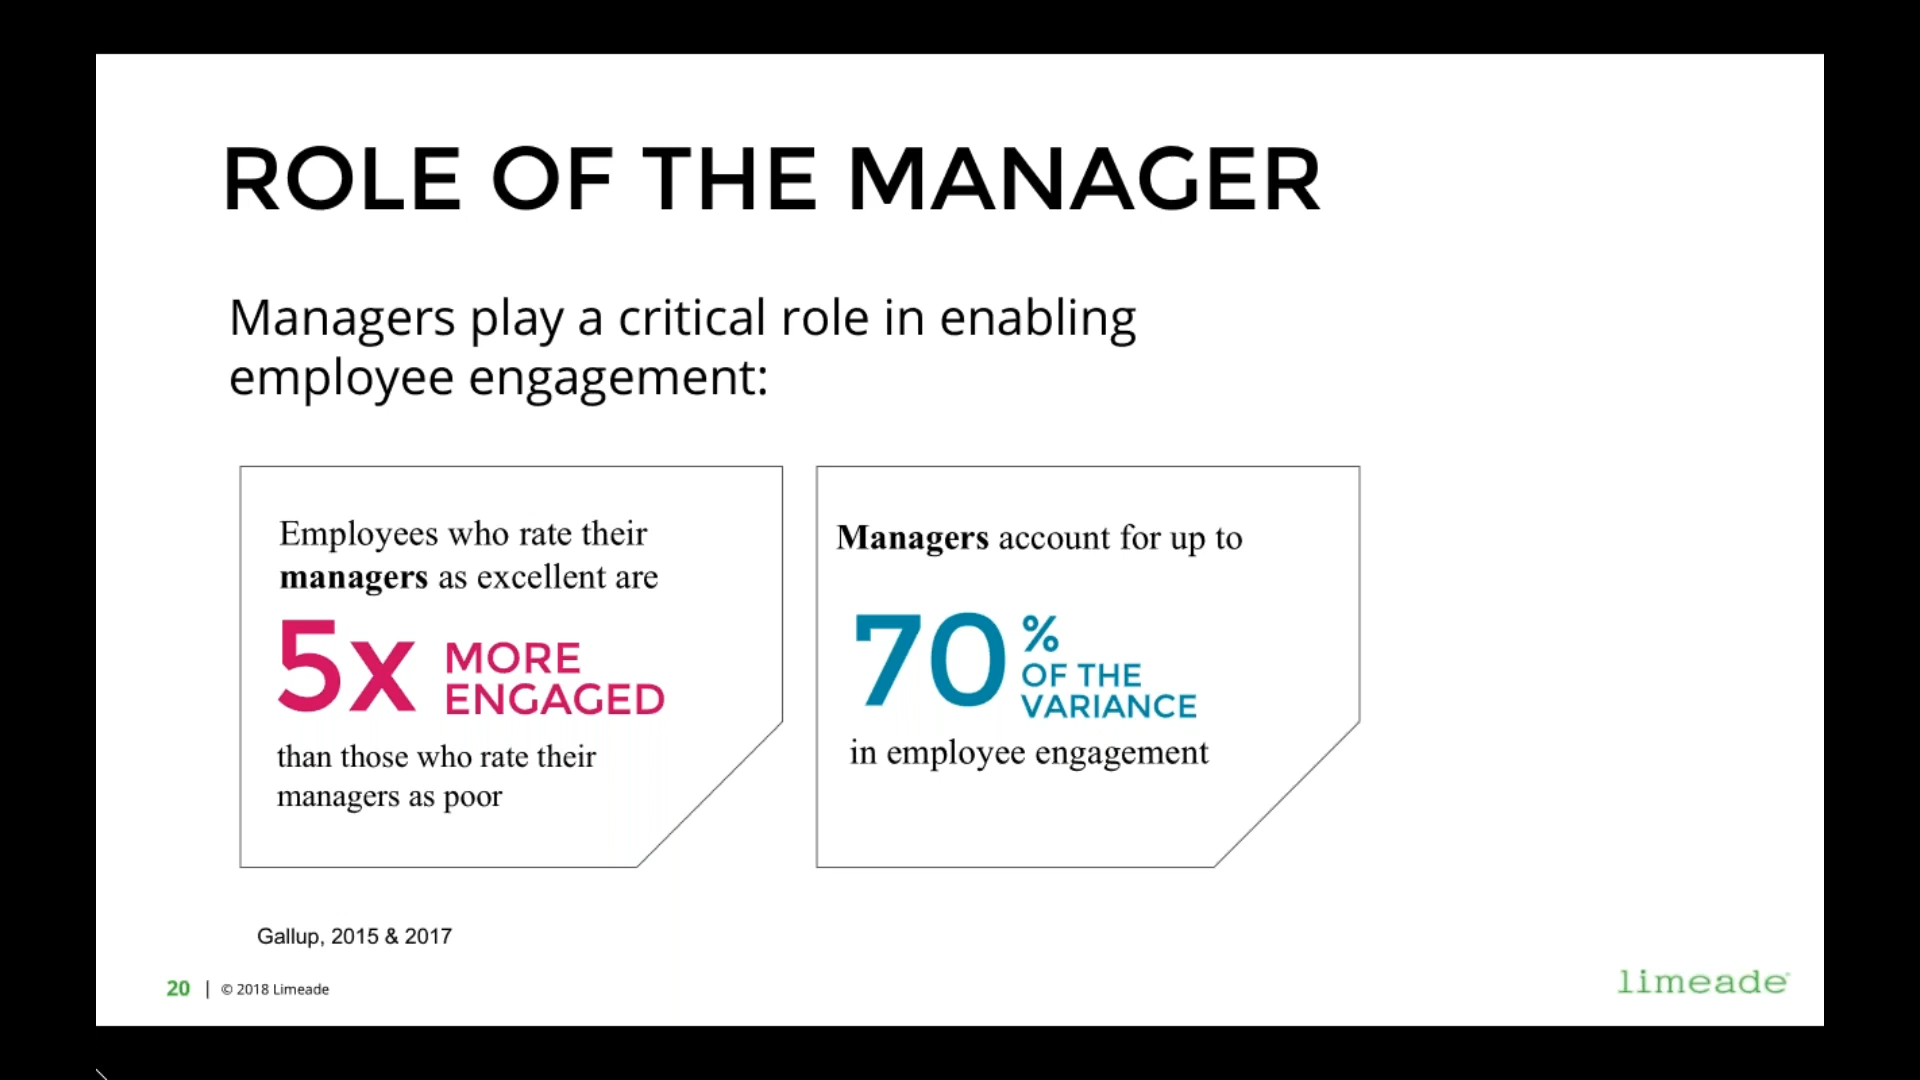 ROLE OF THE MANAGER
Managers play a critical role in enabling
employee engagement:
Employees who rate their
managers as excellent are
5x MORE
ENGAGED
than those who rate their
managers as poor
Managers account for up to
70 %
OF THE
VARIANCE
in employee engagement
Gallup, 2015 & 2017
20 | © 2018 Limeade
limeade